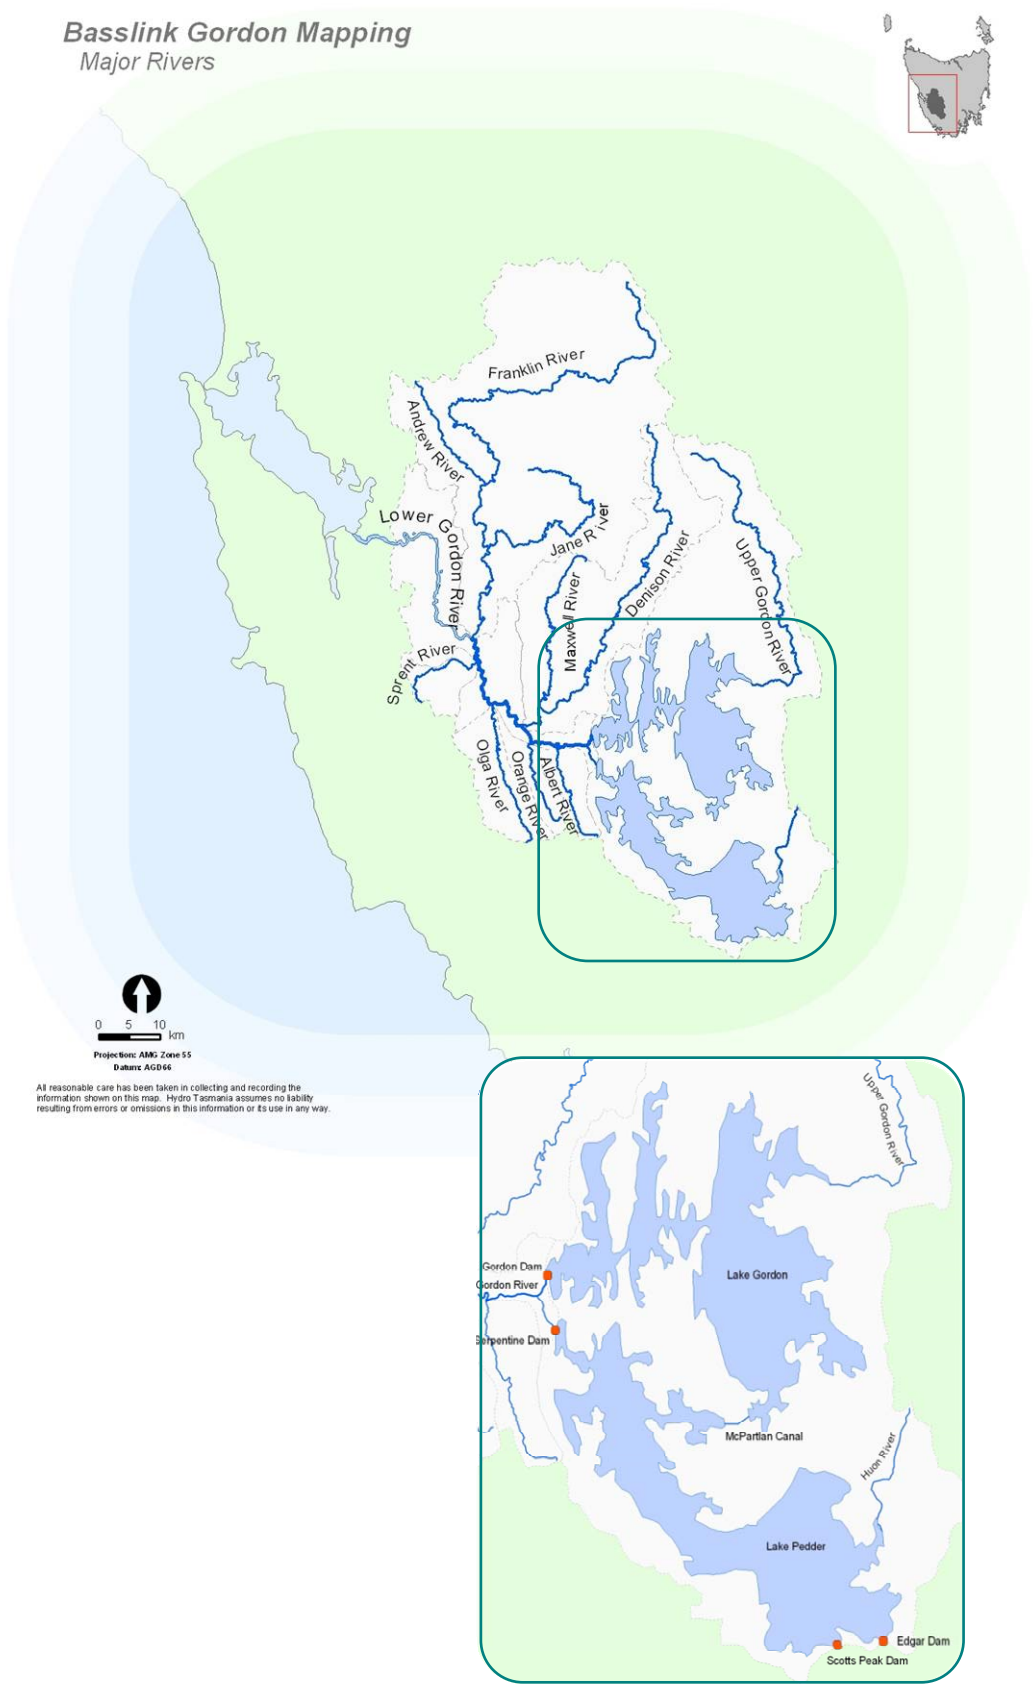 Basslink Gordon Mapping
Major Rivers
Franklin River
Andrew River
Lower Gordon River
Jane River
Maxwell River
Denison River
Upper Gordon River
Sprent River
Olga River
Orange River
Albert River
0 5 10 km
Projection: AMG Zone 55
Datum: AGD66
All reasonable care has been taken in collecting and recording the
information shown on this map. Hydro Tasmania assumes no liability
resulting from errors or omissions in this information or its use in any way.
Upper Gordon River
Gordon Dam
Gordon River
Serpentine Dam
Lake Gordon
McPartlan Canal
Huon River
Lake Pedder
Edgar Dam
Scotts Peak Dam